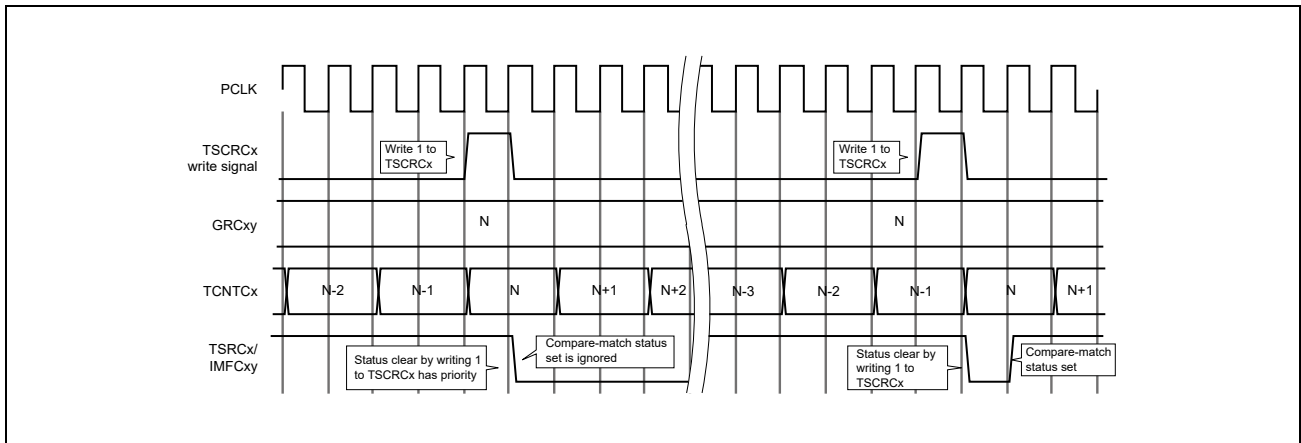 PCLK
TSCRCx
write signal
Write 1 to
TSCRCx
Write 1 to
TSCRCx
GRCxy
N
N
TCNTCx
N-2
N-1
N
N+1
N+2
N-3
N-2
N-1
N
N+1
TSRCx/
IMFCxy
Status clear by writing 1
to TSCRCx has priority
Compare-match status
set is ignored
Status clear by
writing 1 to
TSCRCx
Compare-match
status set